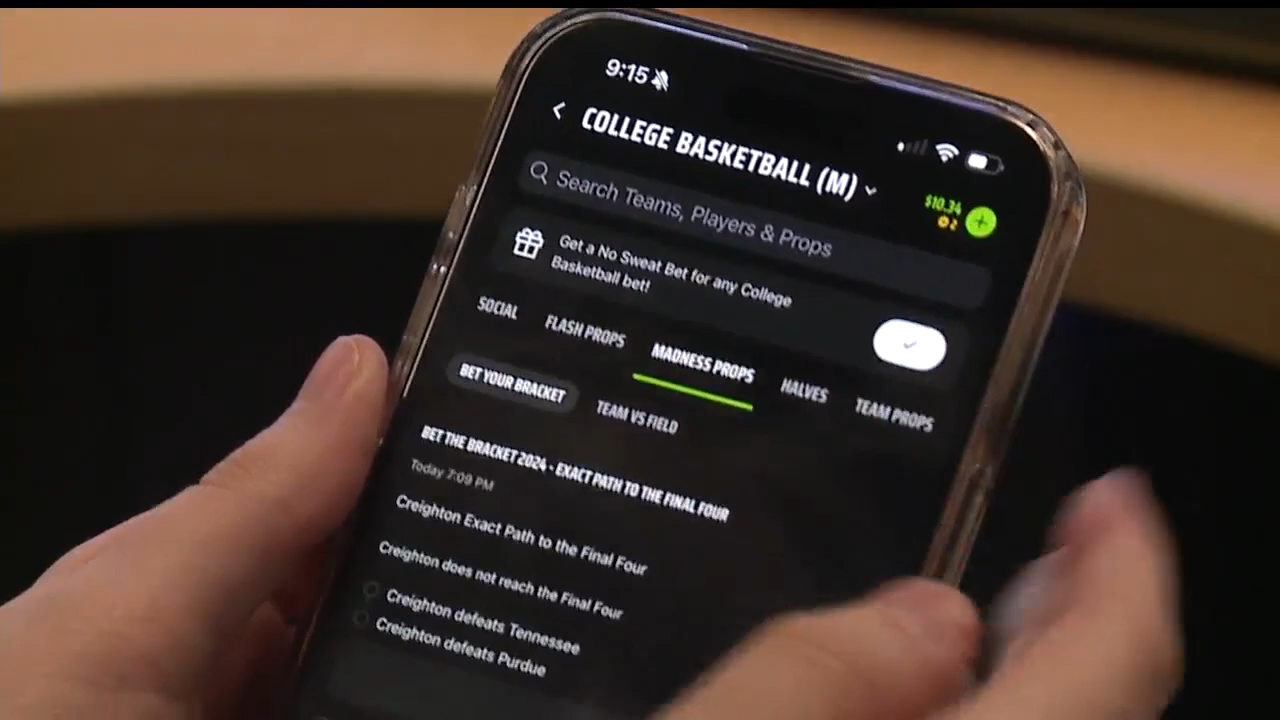 9:15
COLLEGE BASKETBALL (M)
$10.34
2
Search Teams, Players & Props
Get a No Sweat Bet for any College
Basketball bet!
SOCIAL
FLASH PROPS
MADNESS PROPS
HALVES
TEAM PROPS
BET YOUR BRACKET
TEAM VS FIELD
BET THE BRACKET 2024 - EXACT PATH TO THE FINAL FOUR
Today 7:09 PM
Creighton Exact Path to the Final Four
Creighton does not reach the Final Four
Creighton defeats Tennessee
Creighton defeats Purdue